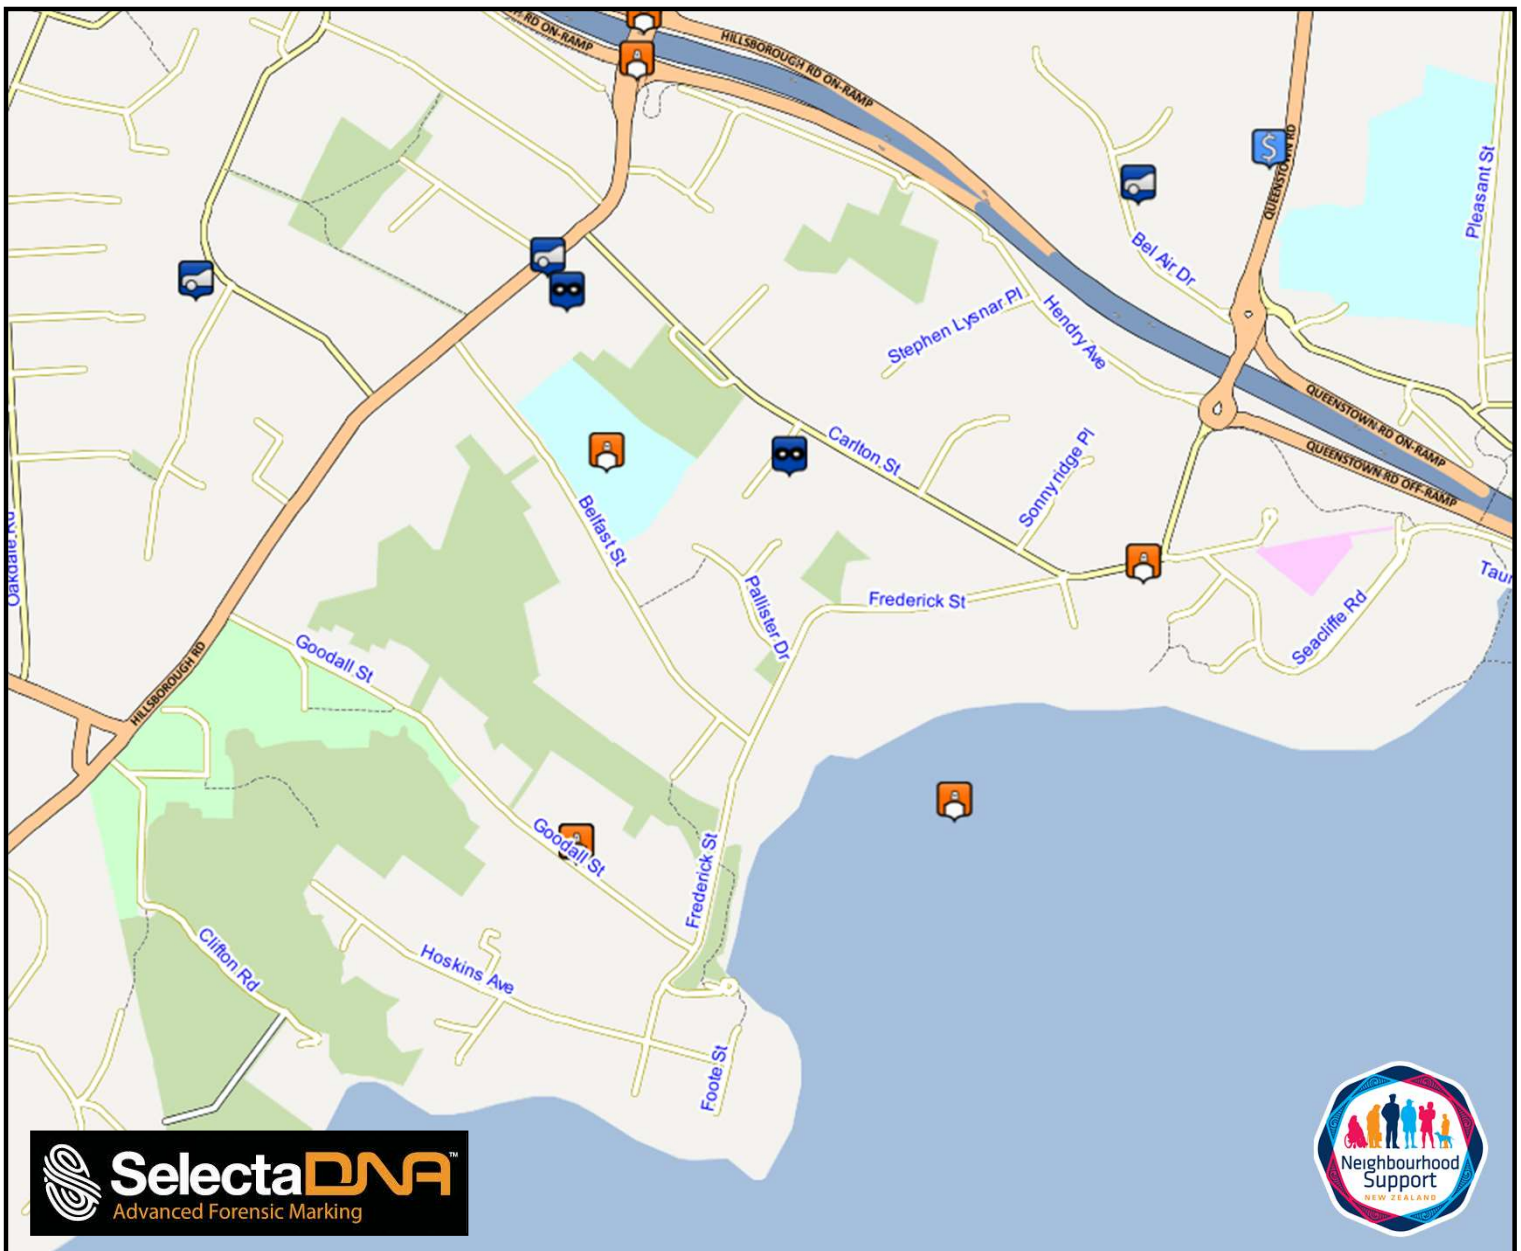 RD ON-RAMP
HILLSBOROUGH RD ON-RAMP
QUEENSTOWN RD
Pleasant St
Bel Air Dr
Stephen Lysnar Pl
Hendry Ave
QUEENSTOWN RD ON-RAMP
QUEENSTOWN RD OFF-RAMP
Carlton St
Sonnyridge Pl
Belfast St
Oakdale Rd
Pallister Dr
Frederick St
Seacliffe Rd
Goodall St
HILLSBOROUGH RD
Goodall St
Frederick St
Clifton Rd
Hoskins Ave
Foote St
SelectaDNA™
Advanced Forensic Marking
Neighbourhood
Support
NEW ZEALAND